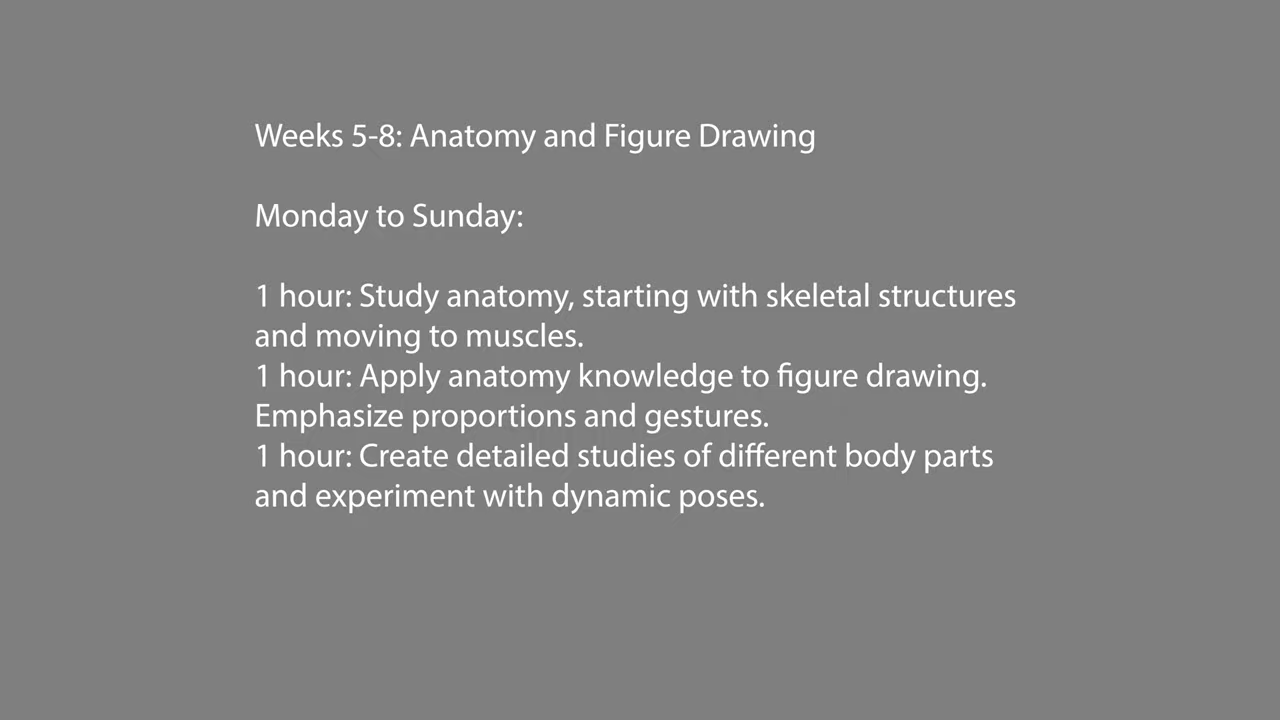 Weeks 5-8: Anatomy and Figure Drawing
Monday to Sunday:
1 hour: Study anatomy, starting with skeletal structures
and moving to muscles.
1 hour: Apply anatomy knowledge to figure drawing.
Emphasize proportions and gestures.
1 hour: Create detailed studies of different body parts
and experiment with dynamic poses.